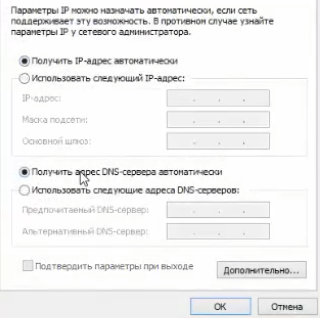 Параметры IP можно назначать автоматически, если сеть
поддерживает эту возможность. В противном случае узнайте
параметры IP у сетевого администратора.
Получить IP-адрес автоматически
Использовать следующий IP-адрес:
IP-адрес:
Маска подсети:
Основной шлюз:
Получить адрес DNS-сервера автоматически
Использовать следующие адреса DNS-серверов:
Предпочитаемый DNS-сервер:
Альтернативный DNS-сервер:
Подтвердить параметры при выходе
Дополнительно...
ОК
Отмена